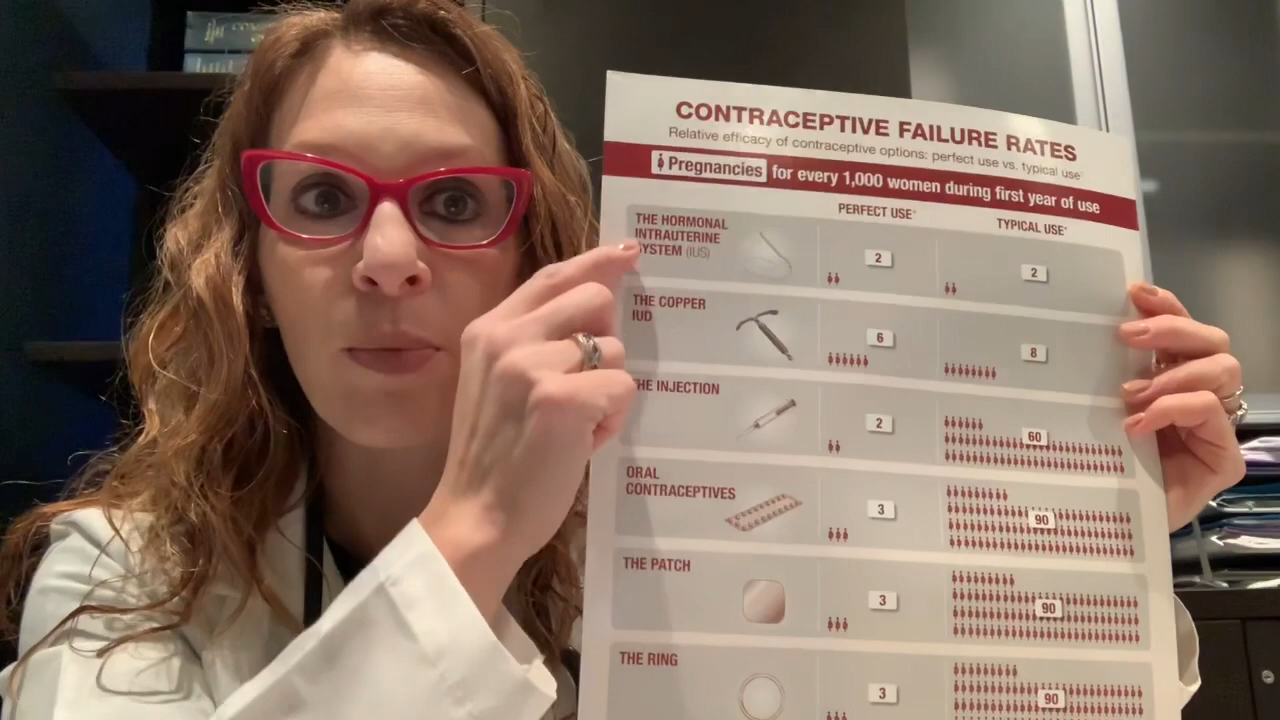 CONTRACEPTIVE FAILURE RATES
Relative efficacy of contraceptive options: perfect use vs. typical use*
Pregnancies for every 1,000 women during first year of use
PERFECT USE* TYPICAL USE*
THE HORMONAL
INTRAUTERINE
SYSTEM (IUS)
2 2
THE COPPER
IUD
6 8
THE INJECTION
2 60
ORAL
CONTRACEPTIVES
3 90
THE PATCH
3 90
THE RING
3 90